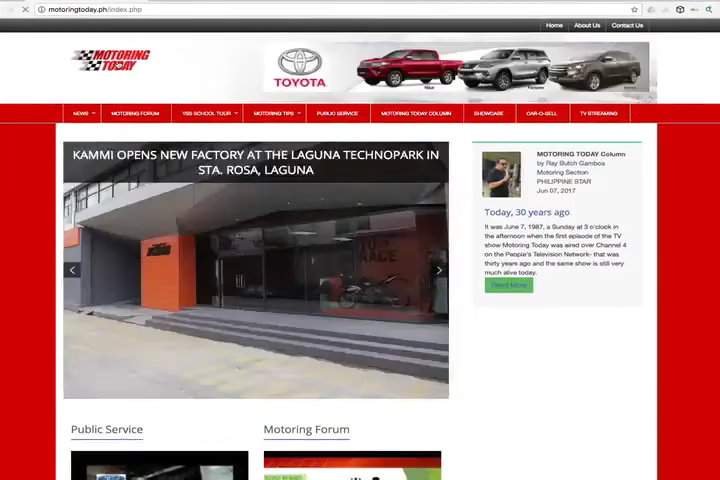 motoringtoday.ph/index.php
Home
About Us
Contact Us
MOTORING
TODAY
TOYOTA
Hilux
Fortuner
NEWS
MOTORING FORUM
YSS SCHOOL TOUR
MOTORING TIPS
PUBLIC SERVICE
MOTORING TODAY COLUMN
SHOWCASE
CAR-O-SELL
TV STREAMING
KAMMI OPENS NEW FACTORY AT THE LAGUNA TECHNOPARK IN
STA. ROSA, LAGUNA
KTM
MOTORING TODAY Column
by Ray Butch Gamboa
Motoring Section
PHILIPPINE STAR
Jun 07, 2017
Today, 30 years ago
It was June 7, 1987, a Sunday at 3 o'clock in
the afternoon when the first episode of the TV
show Motoring Today was aired over Channel 4
on the People's Television Network- that was
thirty years ago and the same show is still very
much alive today.
Read More
Public Service
Motoring Forum